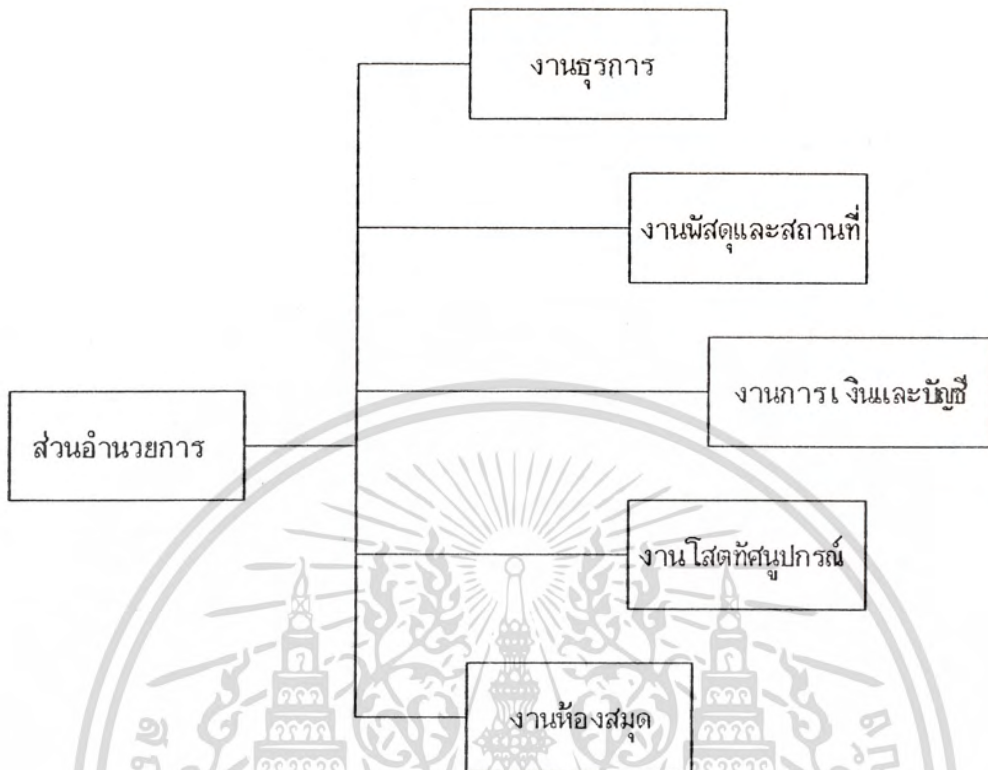 งานธุรการ
งานพัสดุและสถานที่
งานการเงินและบัญชี
ส่วนอำนวยการ
งานโสตทัศนูปกรณ์
งานห้องสมุด